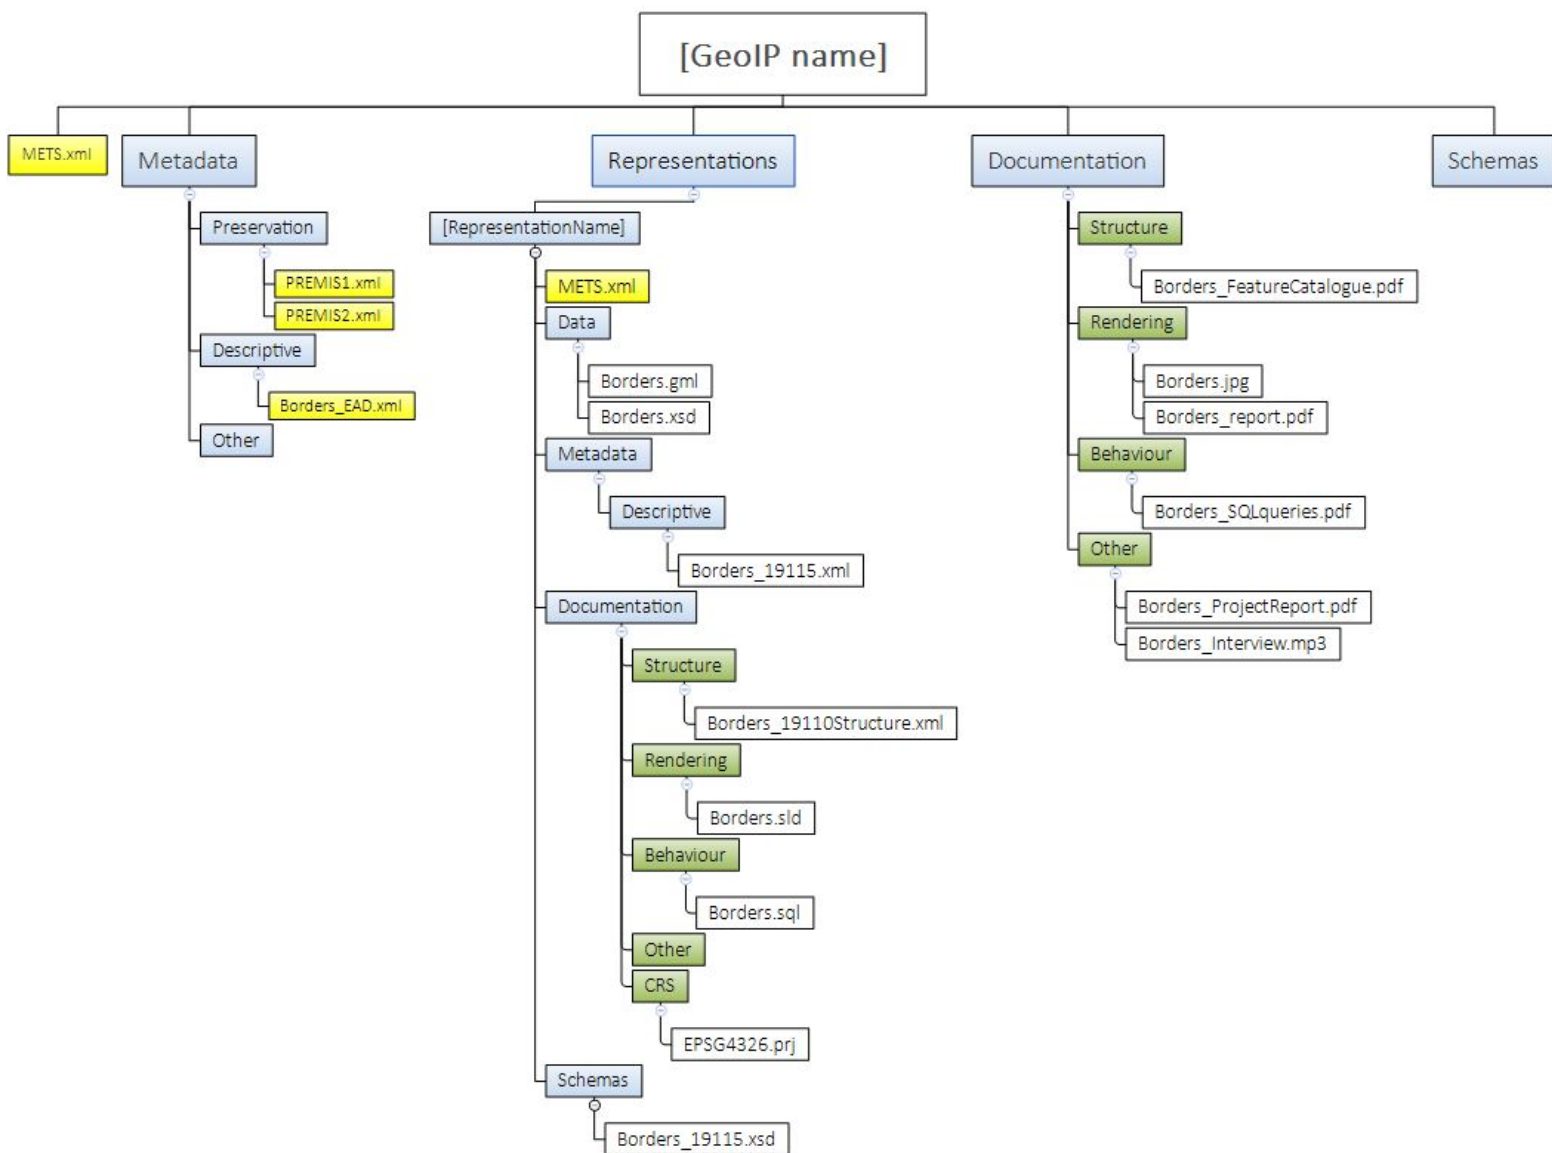 [GeoIP name]
METS.xml
Metadata
Representations
Documentation
Schemas
Preservation
PREMIS1.xml
PREMIS2.xml
Descriptive
Borders_EAD.xml
Other
[RepresentationName]
METS.xml
Data
Borders.gml
Borders.xsd
Metadata
Descriptive
Borders_19115.xml
Documentation
Structure
Borders_19110Structure.xml
Rendering
Borders.sld
Behaviour
Borders.sql
Other
CRS
EPSG4326.prj
Schemas
Borders_19115.xsd
Structure
Borders_FeatureCatalogue.pdf
Rendering
Borders.jpg
Borders_report.pdf
Behaviour
Borders_SQLqueries.pdf
Other
Borders_ProjectReport.pdf
Borders_Interview.mp3